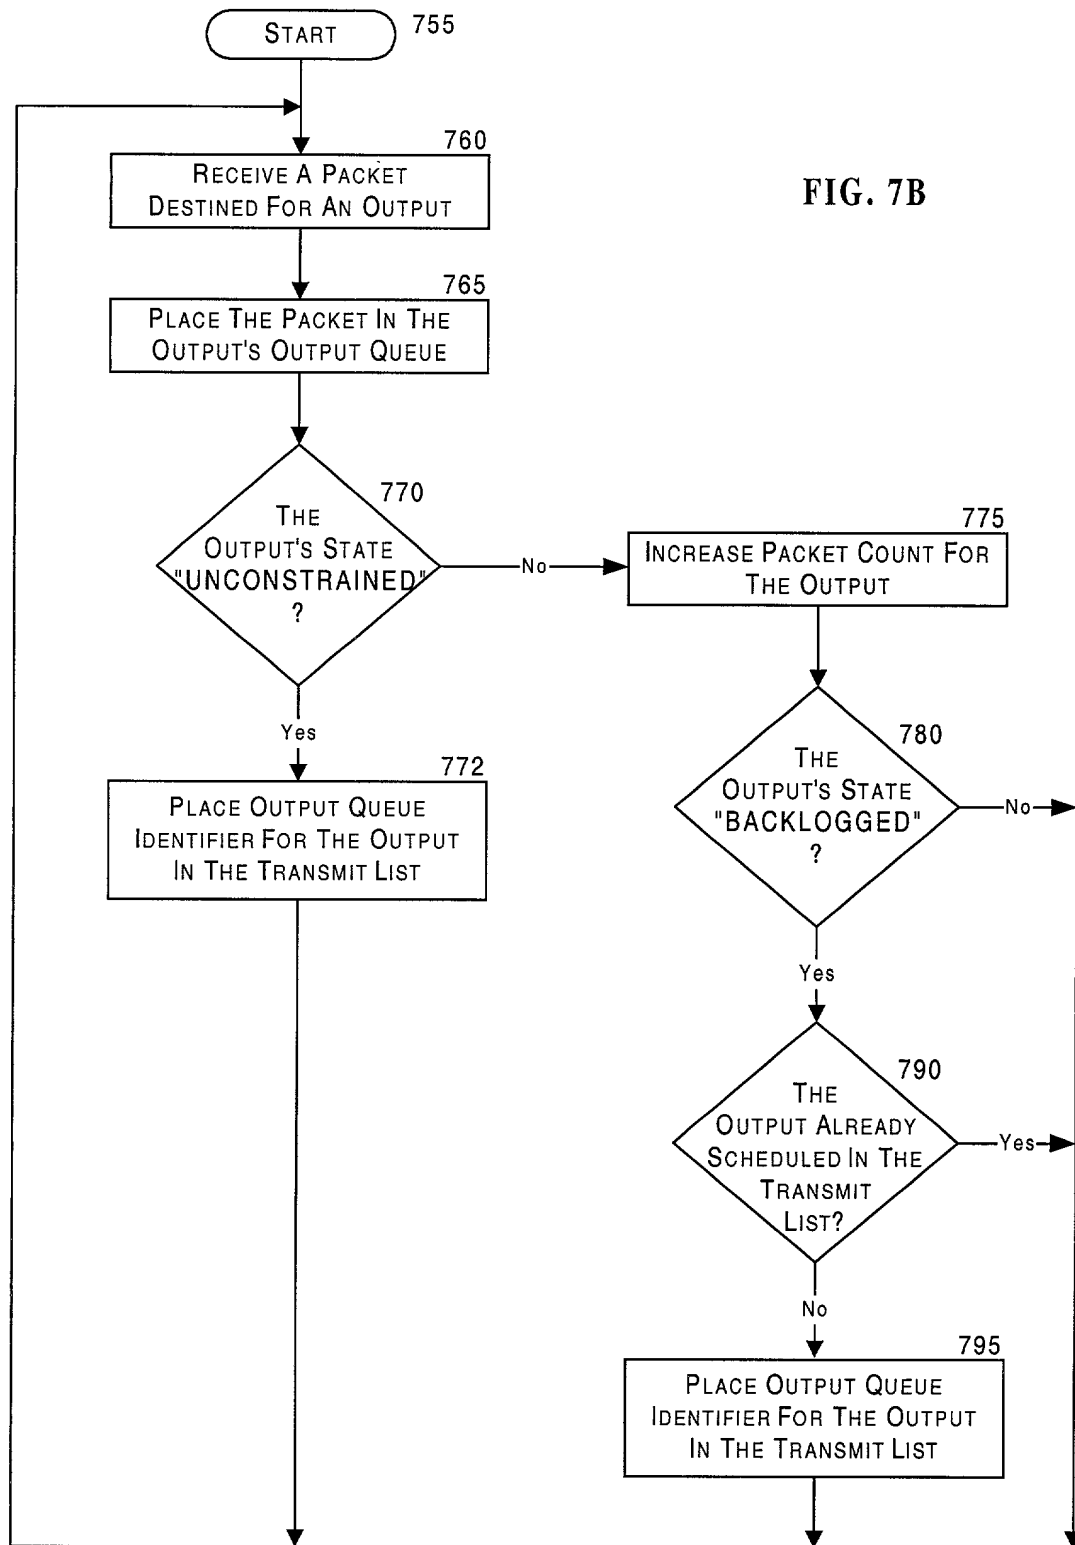 START 755
760
RECEIVE A PACKET
DESTINED FOR AN OUTPUT
FIG. 7B
765
PLACE THE PACKET IN THE
OUTPUT'S OUTPUT QUEUE
770
THE
OUTPUT'S STATE
"UNCONSTRAINED"
?
No
775
INCREASE PACKET COUNT FOR
THE OUTPUT
Yes
772
PLACE OUTPUT QUEUE
IDENTIFIER FOR THE OUTPUT
IN THE TRANSMIT LIST
780
THE
OUTPUT'S STATE
"BACKLOGGED"
?
No
Yes
790
THE
OUTPUT ALREADY
SCHEDULED IN THE
TRANSMIT
LIST?
Yes
No
795
PLACE OUTPUT QUEUE
IDENTIFIER FOR THE OUTPUT
IN THE TRANSMIT LIST